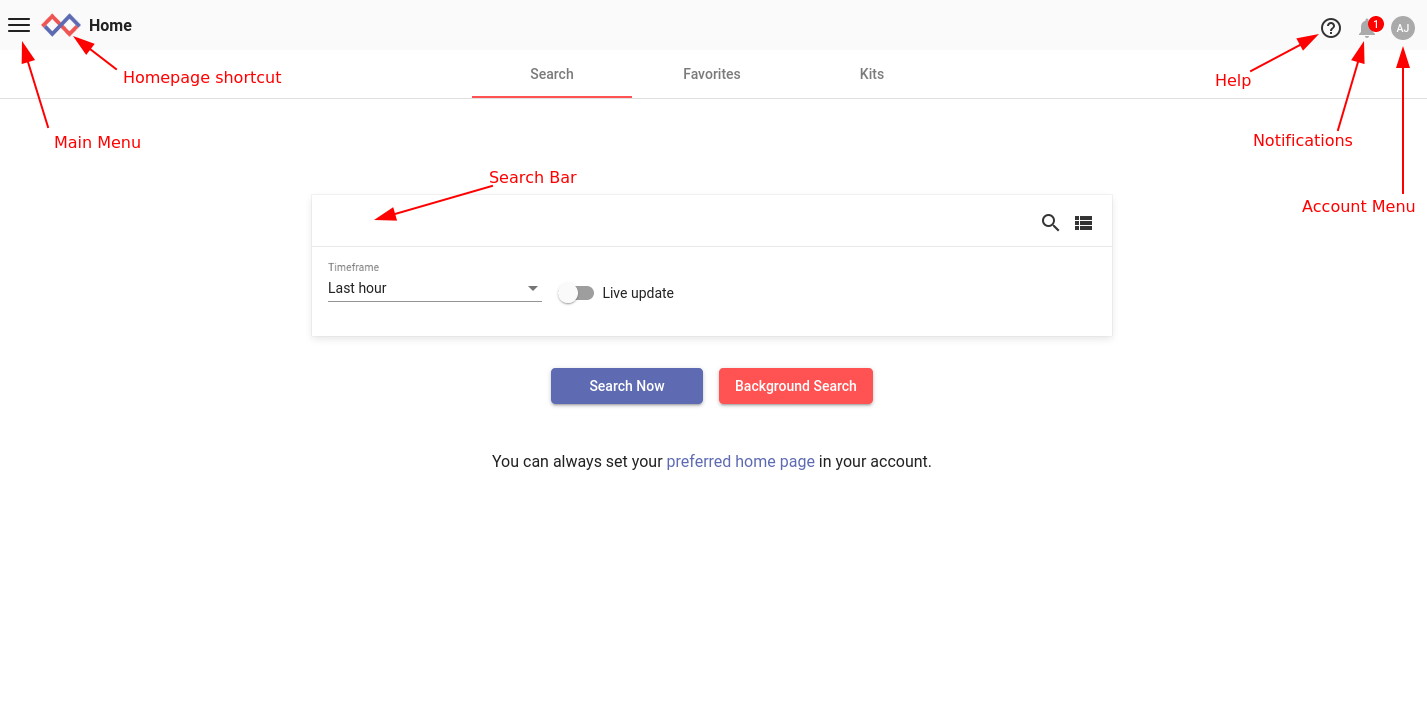 Home
1
AJ
Homepage shortcut
Search
Favorites
Kits
Help
Main Menu
Notifications
Search Bar
Account Menu
Timeframe
Last hour
Live update
Search Now
Background Search
You can always set your preferred home page in your account.